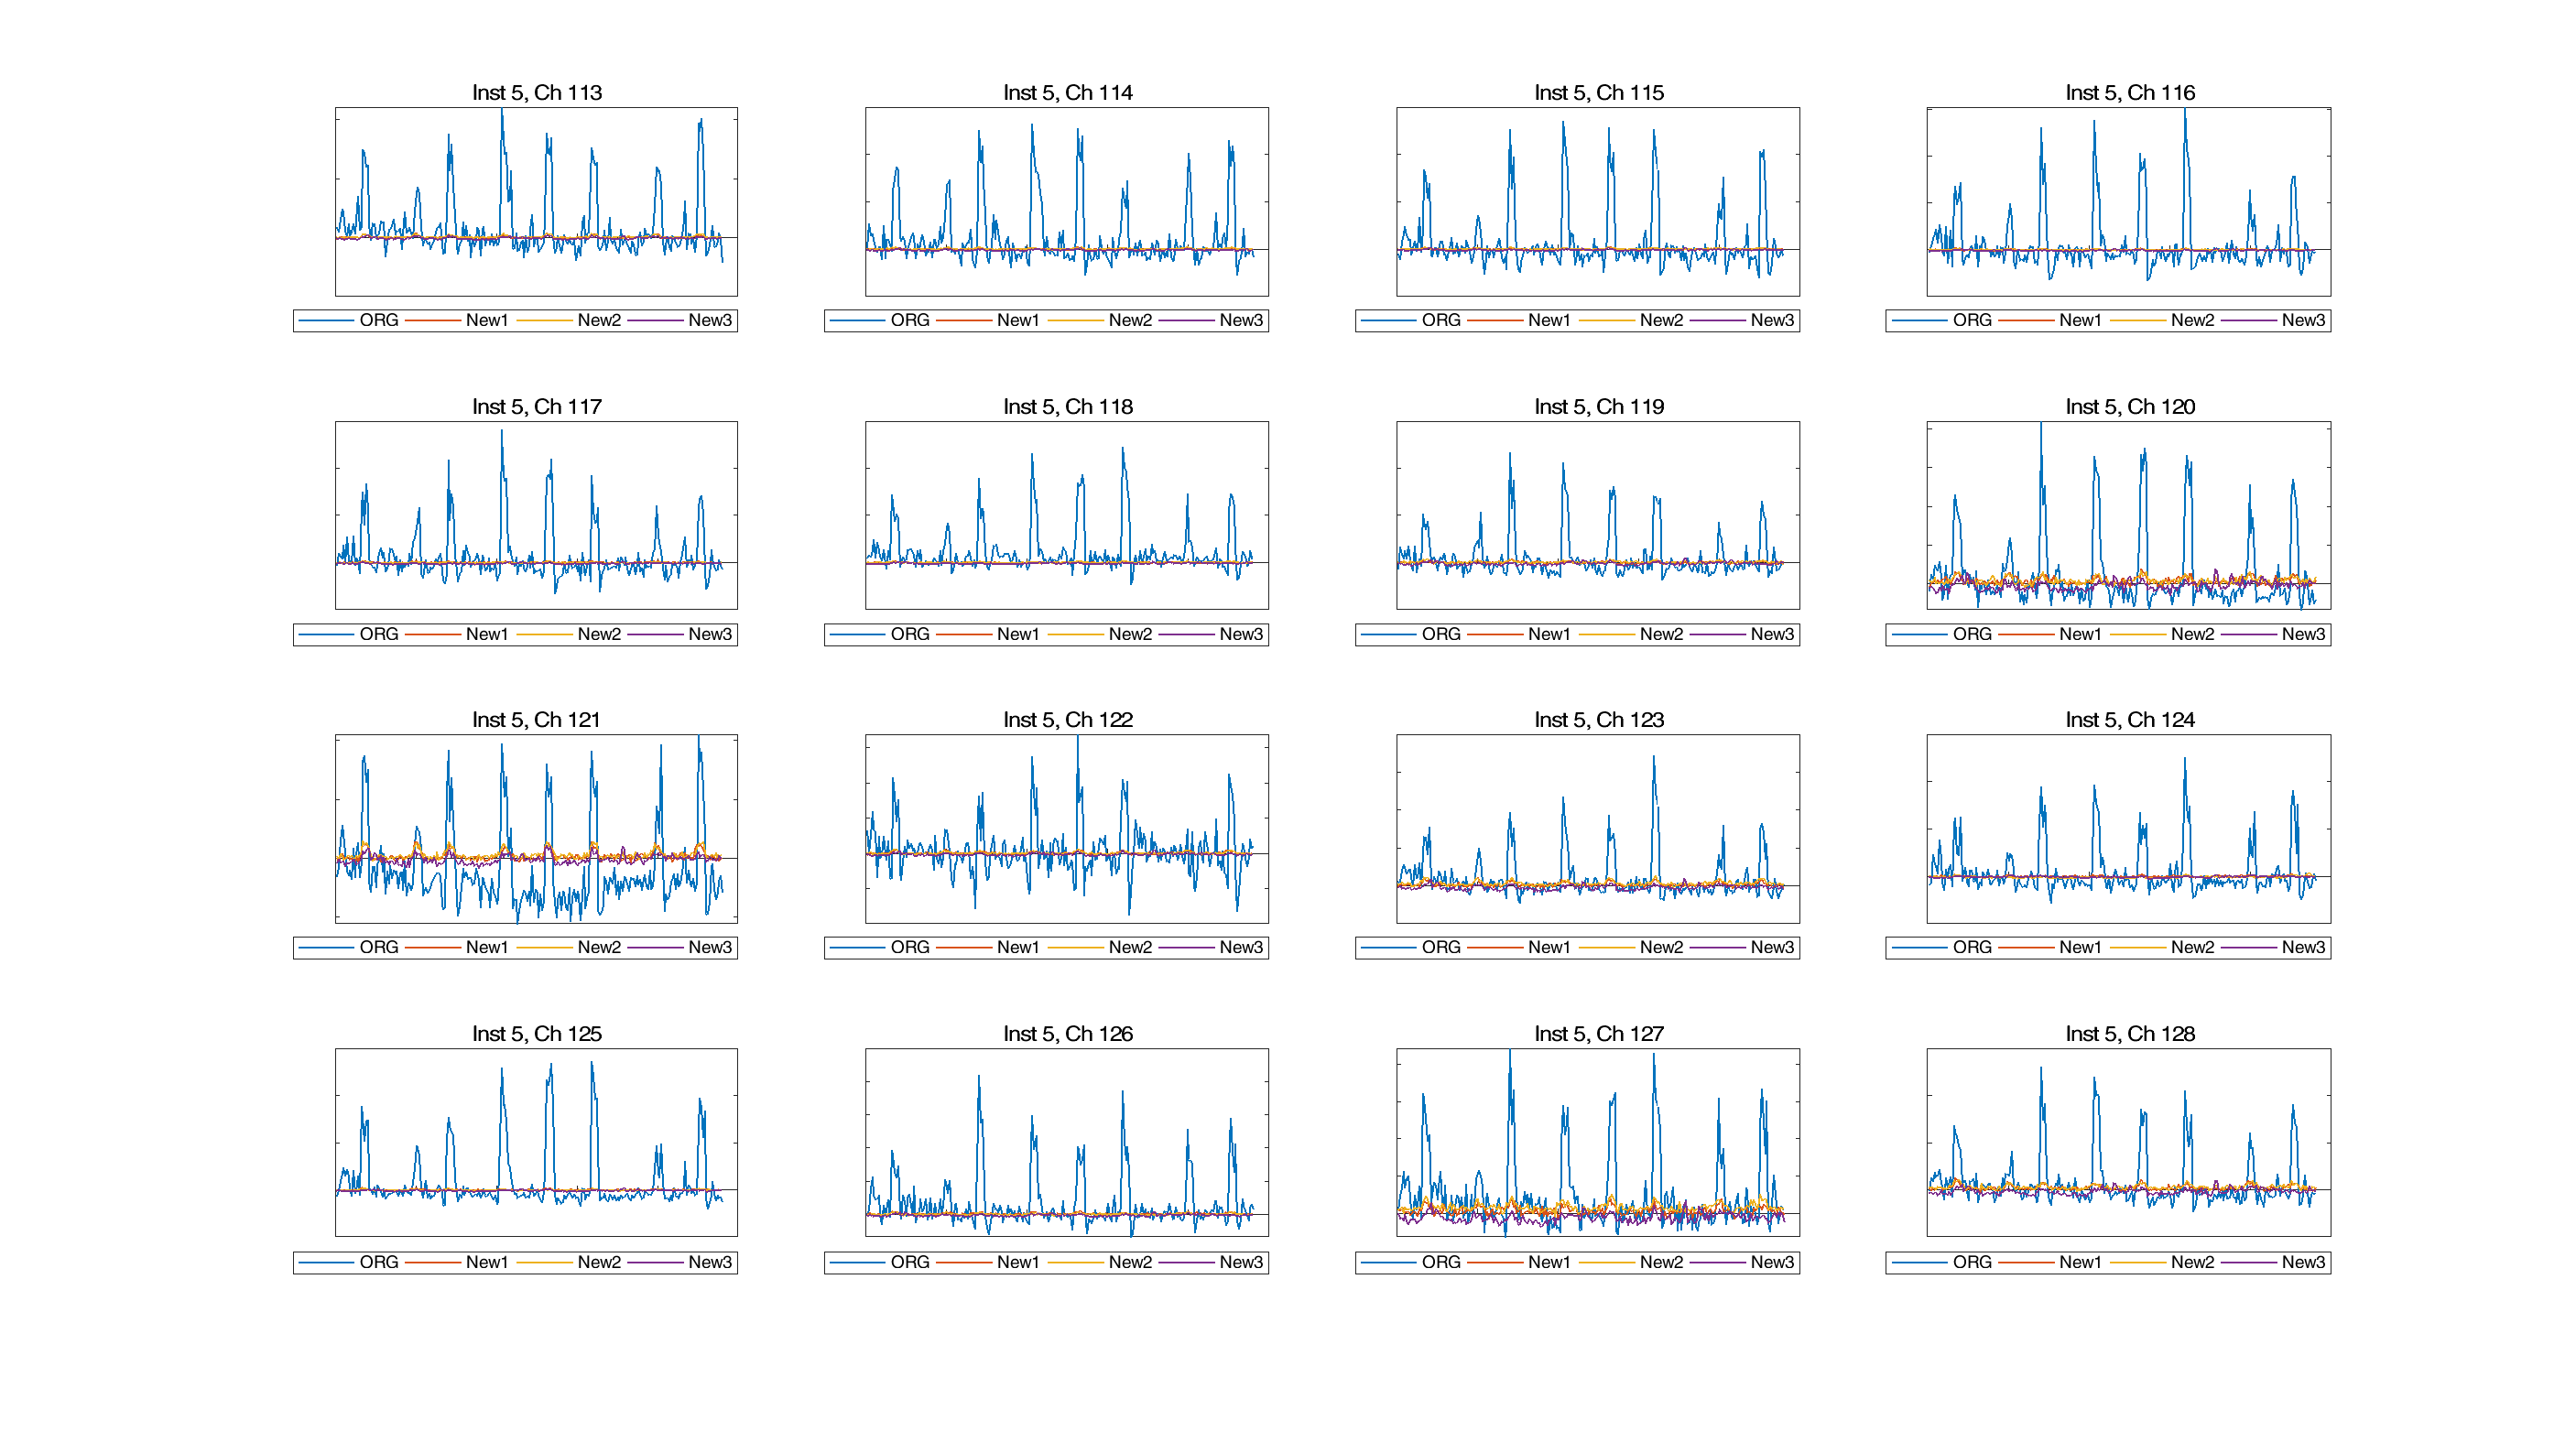 Inst 5, Ch 113
Inst 5, Ch 114
Inst 5, Ch 115
Inst 5, Ch 116
ORG New1 New2 New3
ORG New1 New2 New3
ORG New1 New2 New3
ORG New1 New2 New3
Inst 5, Ch 117
Inst 5, Ch 118
Inst 5, Ch 119
Inst 5, Ch 120
ORG New1 New2 New3
ORG New1 New2 New3
ORG New1 New2 New3
ORG New1 New2 New3
Inst 5, Ch 121
Inst 5, Ch 122
Inst 5, Ch 123
Inst 5, Ch 124
ORG New1 New2 New3
ORG New1 New2 New3
ORG New1 New2 New3
ORG New1 New2 New3
Inst 5, Ch 125
Inst 5, Ch 126
Inst 5, Ch 127
Inst 5, Ch 128
ORG New1 New2 New3
ORG New1 New2 New3
ORG New1 New2 New3
ORG New1 New2 New3